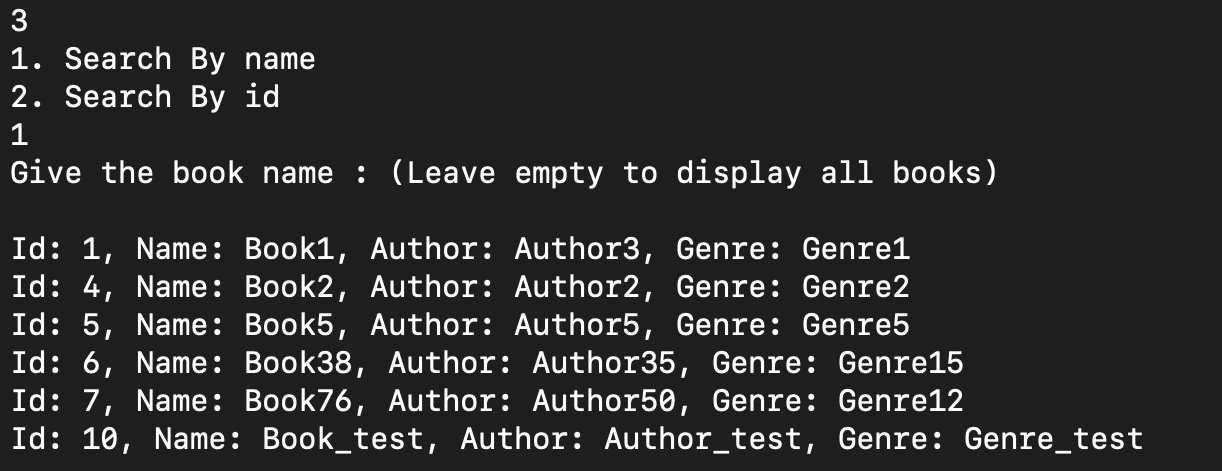 3
1. Search By name
2. Search By id
1
Give the book name : (Leave empty to display all books)
Id: 1, Name: Book1, Author: Author3, Genre: Genre1
Id: 4, Name: Book2, Author: Author2, Genre: Genre2
Id: 5, Name: Book5, Author: Author5, Genre: Genre5
Id: 6, Name: Book38, Author: Author35, Genre: Genre15
Id: 7, Name: Book76, Author: Author50, Genre: Genre12
Id: 10, Name: Book_test, Author: Author_test, Genre: Genre_test